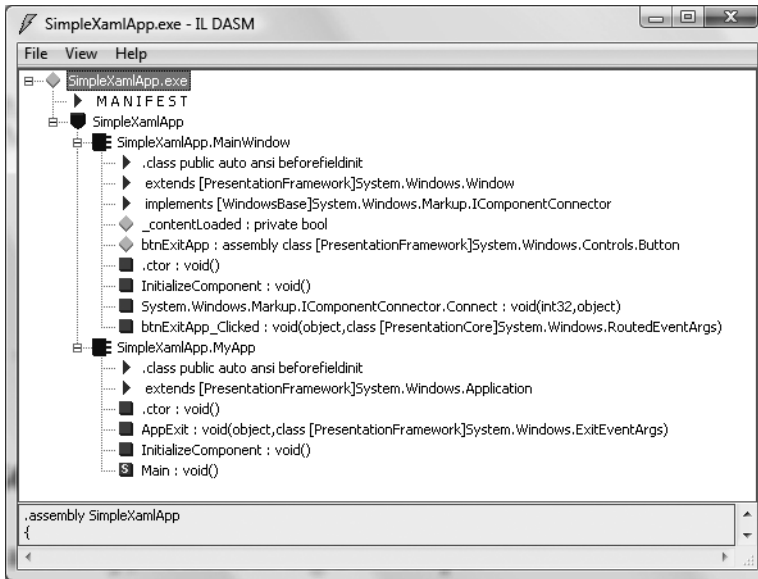 SimpleXamlApp.exe - IL DASM
File View Help
SimpleXamlApp.exe
MANIFEST
SimpleXamlApp
SimpleXamlApp.MainWindow
.class public auto ansi beforefieldinit
extends [PresentationFramework]System.Windows.Window
implements [WindowsBase]System.Windows.Markup.IComponentConnector
_contentLoaded : private bool
btnExitApp : assembly class [PresentationFramework]System.Windows.Controls.Button
.ctor : void()
InitializeComponent : void()
System.Windows.Markup.IComponentConnector.Connect : void(int32,object)
btnExitApp_Clicked : void(object,class [PresentationCore]System.Windows.RoutedEventArgs)
SimpleXamlApp.MyApp
.class public auto ansi beforefieldinit
extends [PresentationFramework]System.Windows.Application
.ctor : void()
AppExit : void(object,class [PresentationFramework]System.Windows.ExitEventArgs)
InitializeComponent : void()
S Main : void()
.assembly SimpleXamlApp
{